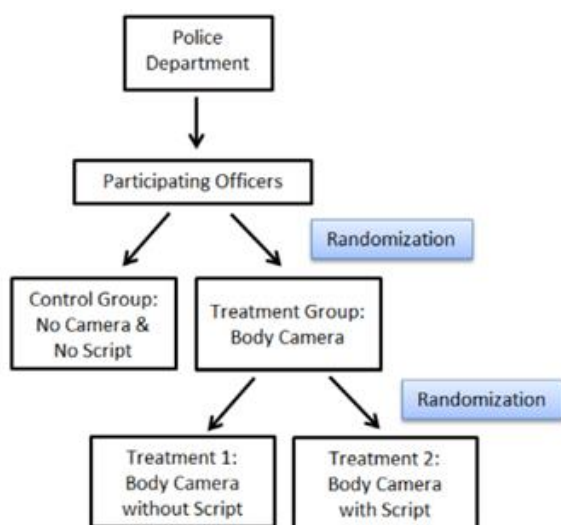 Police
Department
Participating Officers
Randomization
Control Group:
No Camera &
No Script
Treatment Group:
Body Camera
Randomization
Treatment 1:
Body Camera
without Script
Treatment 2:
Body Camera
with Script